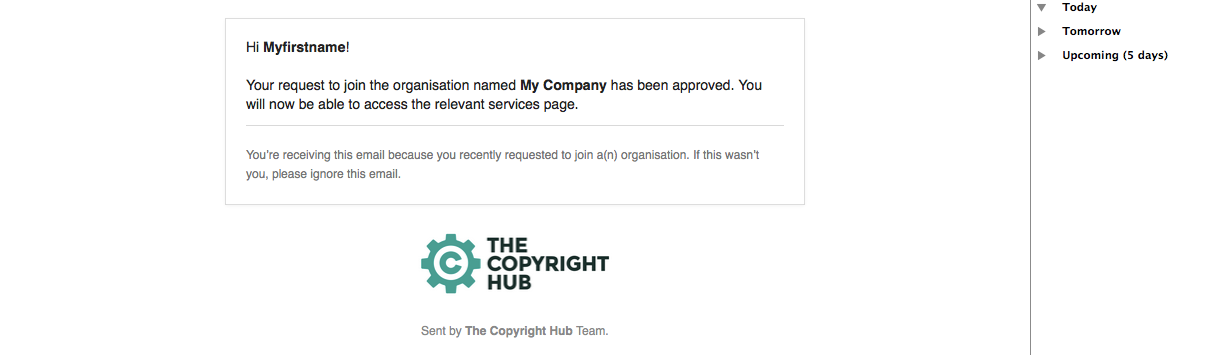 Hi Myfirstname!
Your request to join the organisation named My Company has been approved. You
will now be able to access the relevant services page.
You're receiving this email because you recently requested to join a(n) organisation. If this wasn't
you, please ignore this email.
C
THE
COPYRIGHT
HUB
Sent by The Copyright Hub Team.
Today
Tomorrow
Upcoming (5 days)